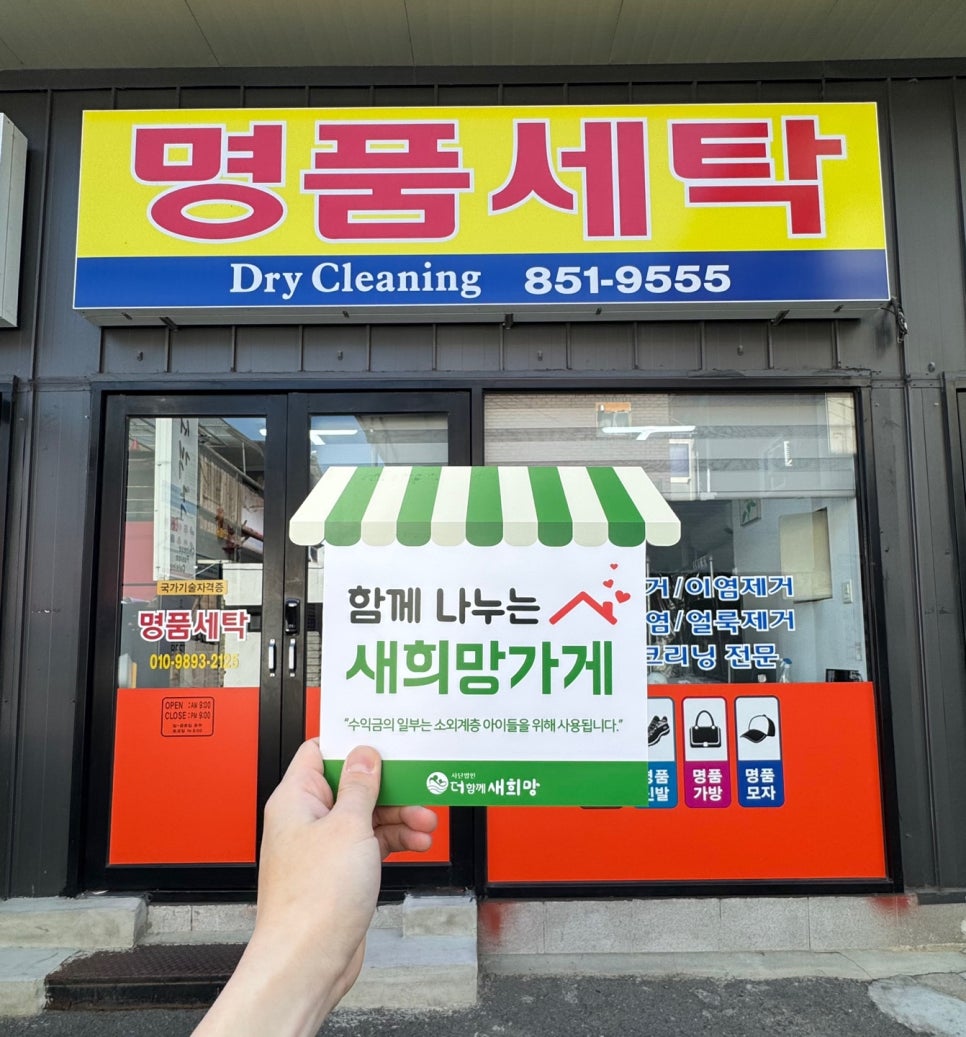 명품세탁
Dry Cleaning 851-9555
국가기술자격증
명품세탁
010-9893-2125
OPEN : AM 9:00
CLOSE : PM 9:00
거/이염제거
염/얼룩제거
크리닝 전문
명품
가방
명품
모자
함께 나누는
새희망가게
“수익금의 일부는 소외계층 아이들을 위해 사용됩니다.”
사단법인
더함께새희망